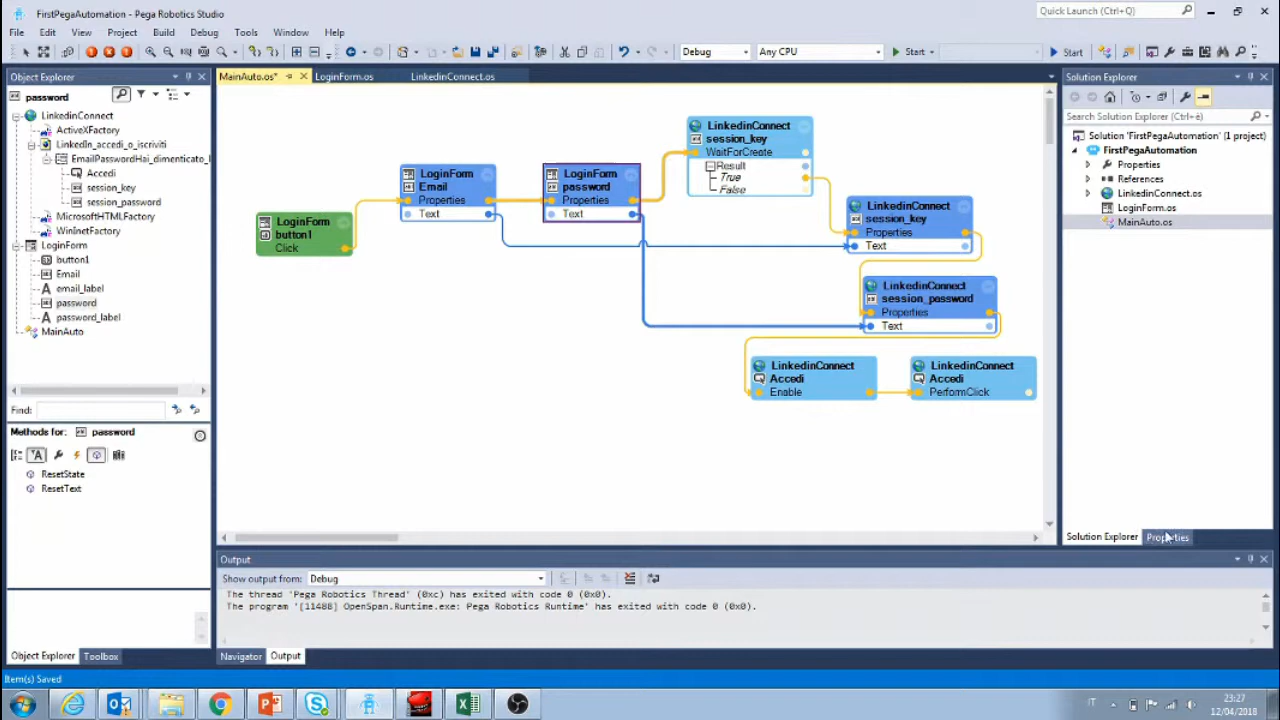 FirstPegaAutomation - Pega Robotics Studio
Quick Launch (Ctrl+Q)
File Edit View Project Build Debug Tools Window Help
Debug Any CPU Start Start
Object Explorer
password
LinkedinConnect
ActiveXFactory
LinkedIn_accedi_o_iscriviti
EmailPasswordHai_dimenticato_l
Accedi
session_key
session_password
MicrosoftHTMLFactory
WinInetFactory
LoginForm
button1
Email
email_label
password
password_label
MainAuto
Find:
Methods for: password
ResetState
ResetText
Object Explorer Toolbox
MainAuto.os* LoginForm.os LinkedinConnect.os
LoginForm
button1
Click
LoginForm
Email
Properties
Text
LoginForm
password
Properties
Text
LinkedinConnect
session_key
WaitForCreate
Result
True
False
LinkedinConnect
session_key
Properties
Text
LinkedinConnect
session_password
Properties
Text
LinkedinConnect
Accedi
Enable
LinkedinConnect
Accedi
PerformClick
Output
Show output from: Debug
The thread 'Pega Robotics Thread' (0xc) has exited with code 0 (0x0).
The program '[11488] OpenSpan.Runtime.exe: Pega Robotics Runtime' has exited with code 0 (0x0).
Navigator Output
Solution Explorer
Search Solution Explorer (Ctrl+è)
Solution 'FirstPegaAutomation' (1 project)
FirstPegaAutomation
Properties
References
LinkedinConnect.os
LoginForm.os
MainAuto.os
Solution Explorer Properties
Item(s) Saved
IT
23:27
12/04/2018